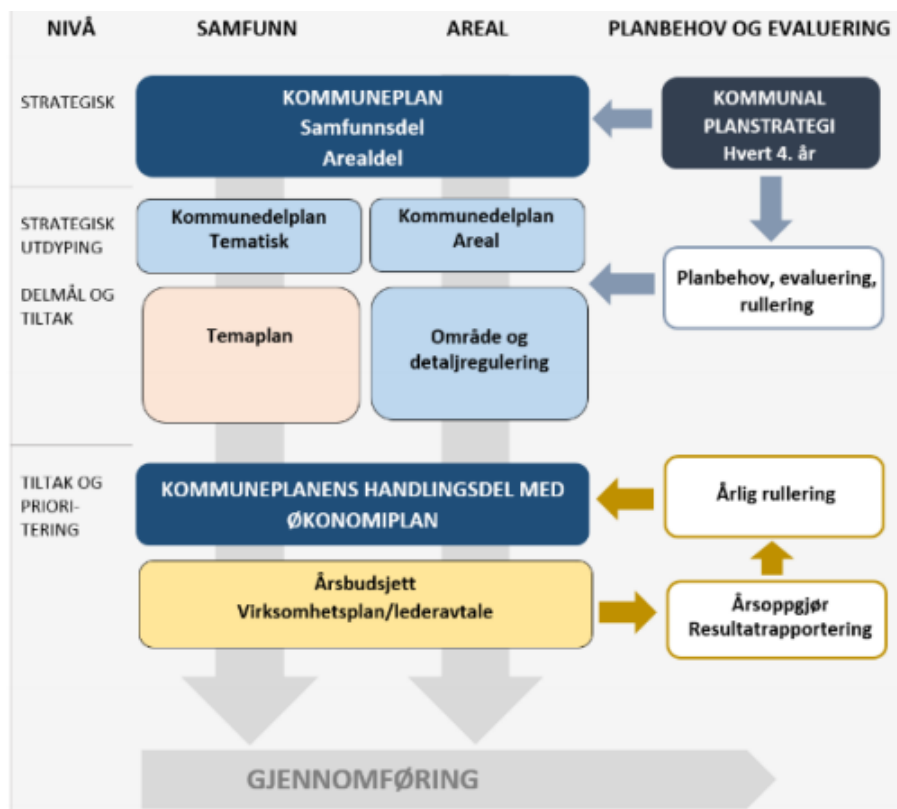 NIVÅ
SAMFUNN
AREAL
PLANBEHOV OG EVALUERING
STRATEGISK
KOMMUNEPLAN
Samfunnsdel
Arealdel
KOMMUNAL
PLANSTRATEGI
Hvert 4. år
STRATEGISK
UTDYPING
Kommunedelplan
Tematisk
Kommunedelplan
Areal
Planbehov, evaluering,
rullering
DELMÅL OG
TILTAK
Temaplan
Område og
detaljregulering
TILTAK OG
PRIORI-
TERING
KOMMUNEPLANENS HANDLINGSDEL MED
ØKONOMIPLAN
Årlig rullering
Årsbudsjett
Virksomhetsplan/lederavtale
Årsoppgjør
Resultatrapportering
GJENNOMFØRING